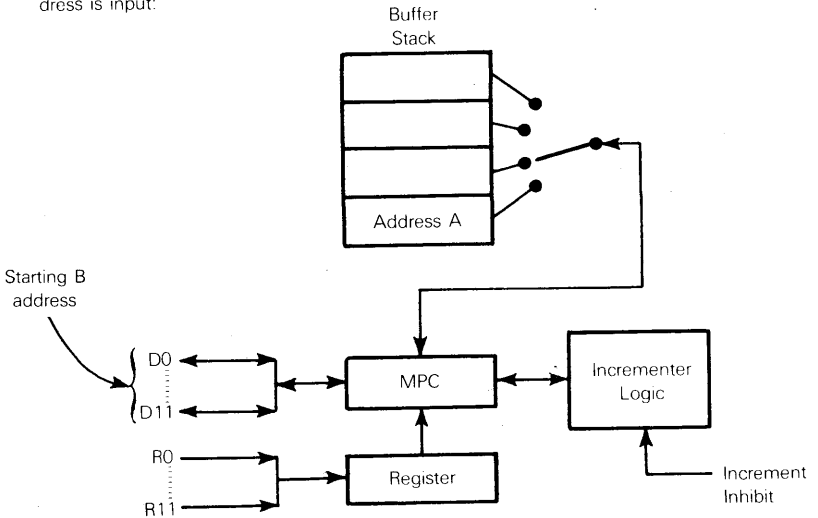 dress is input:
Buffer
Stack
Address A
Starting B
address
D0
D11
MPC
Incrementer
Logic
R0
R11
Register
Increment
Inhibit